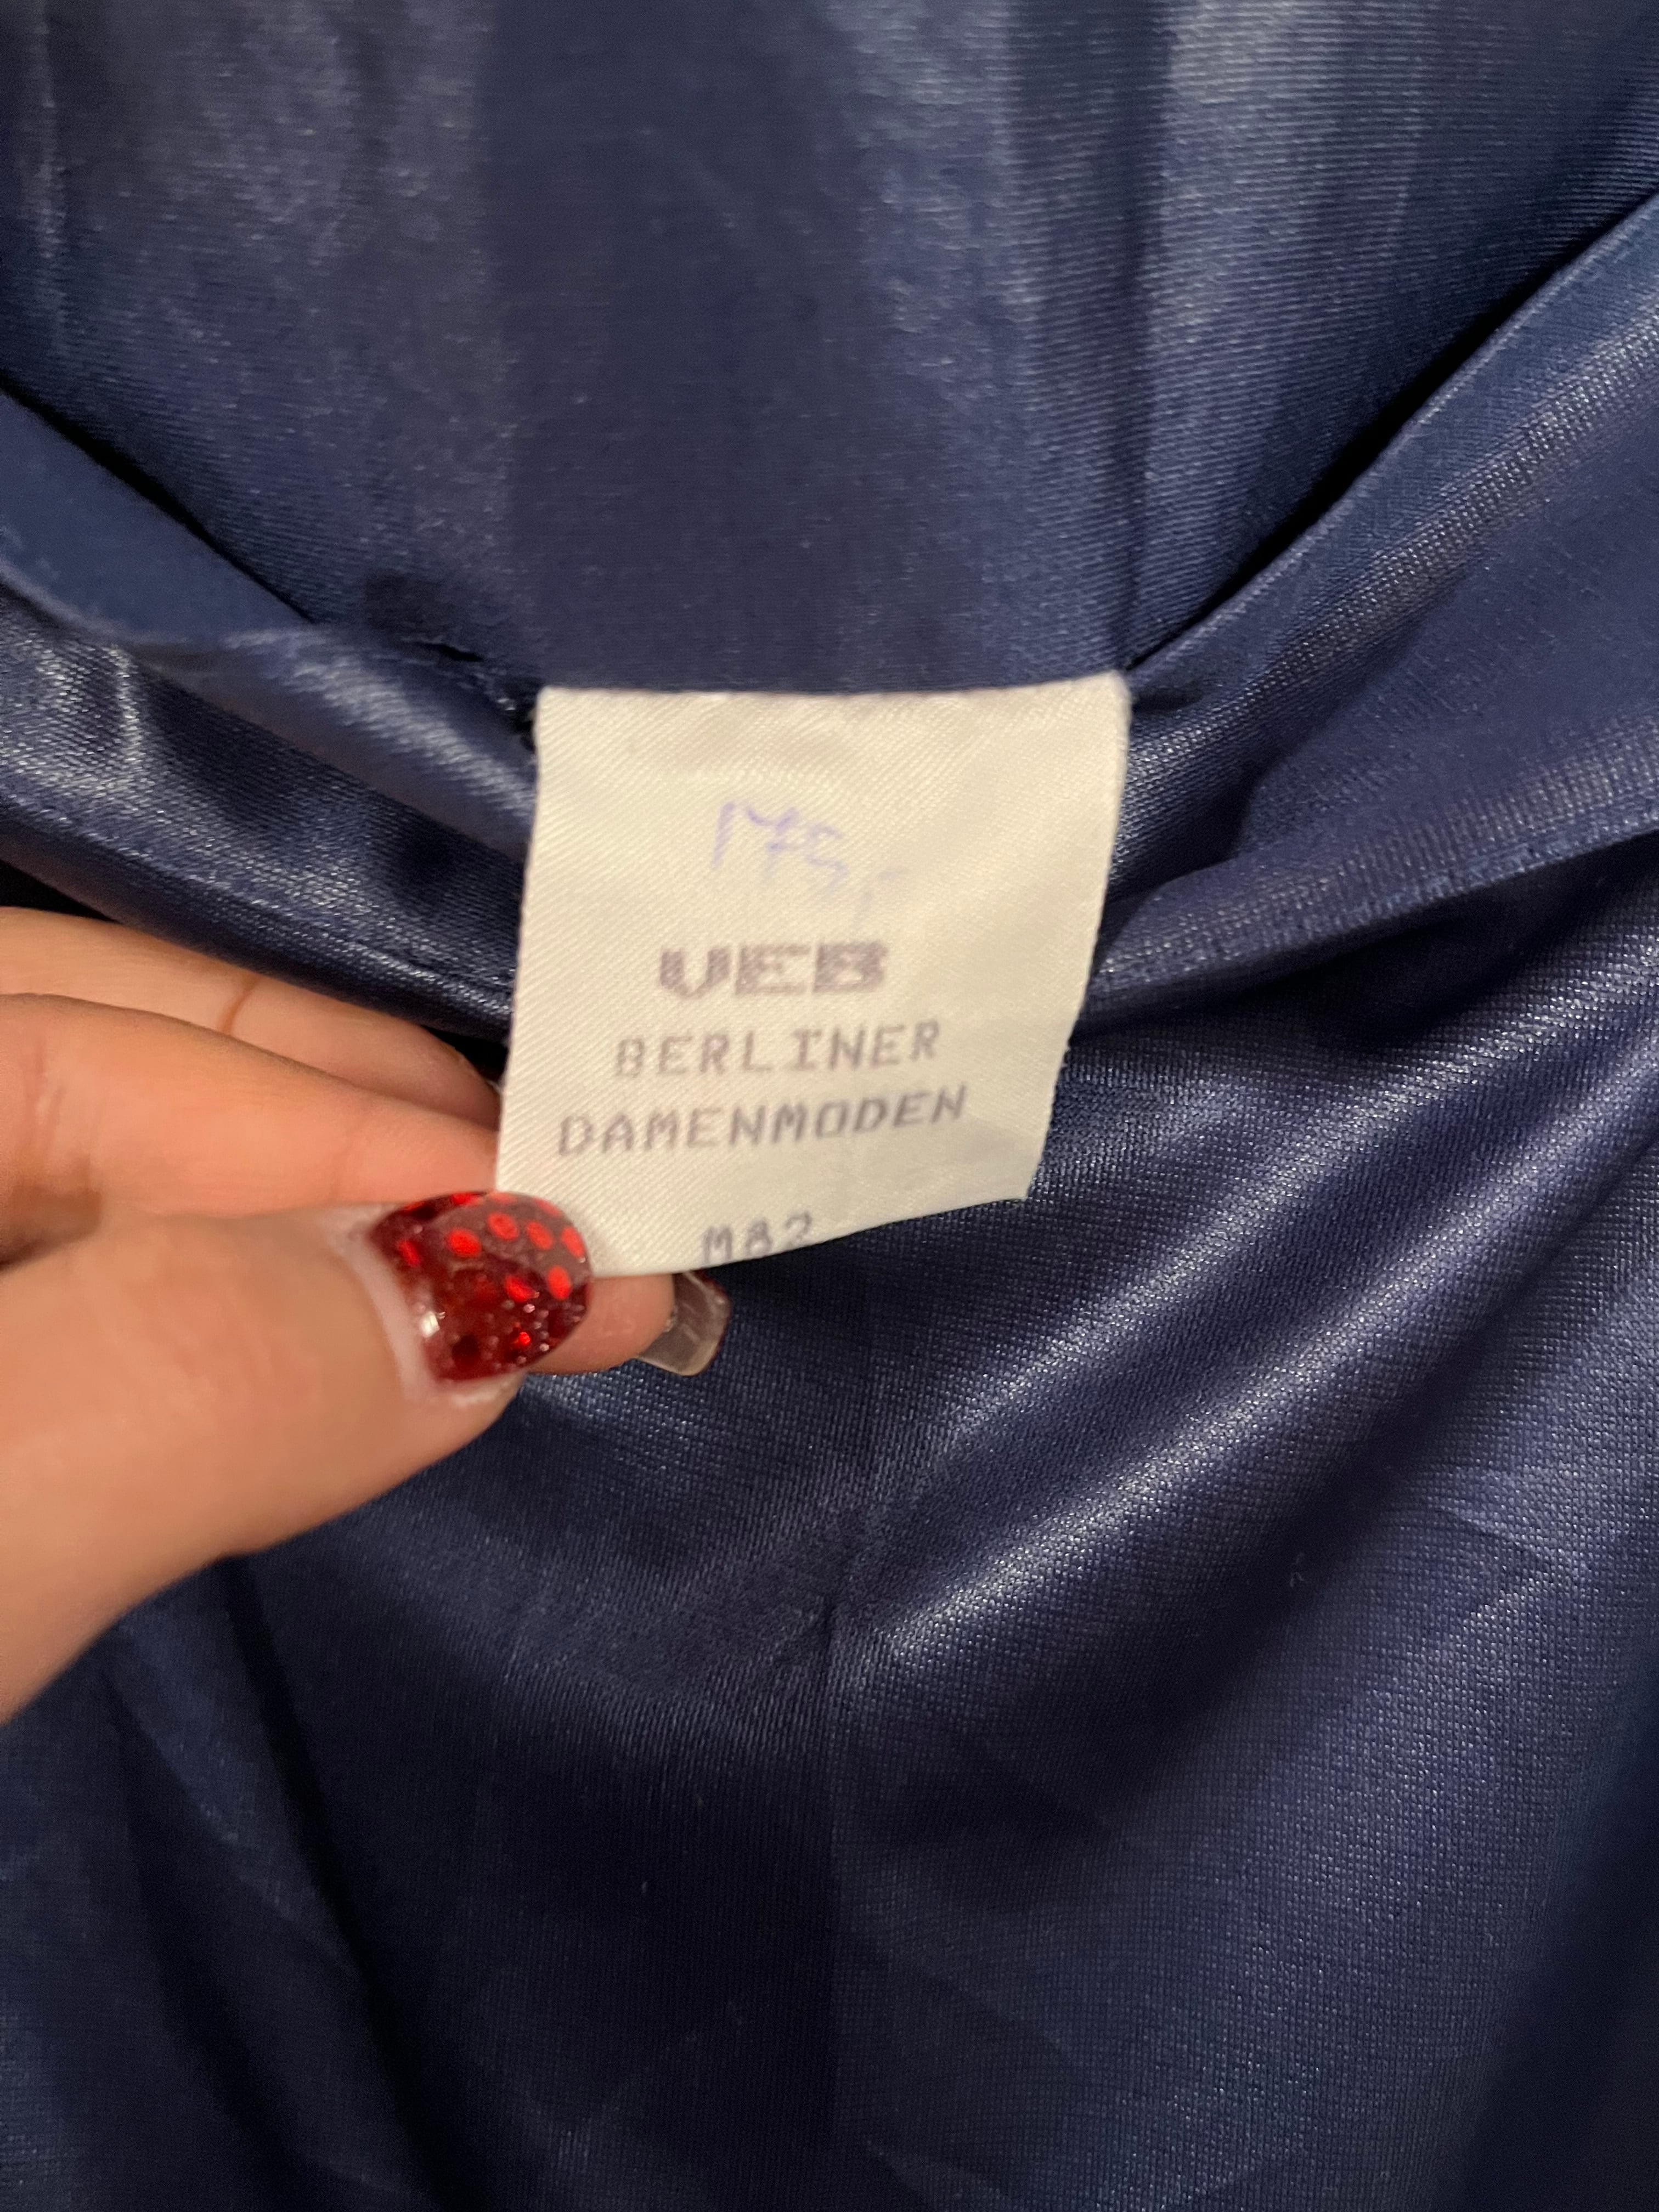 175,-
VEB
BERLINER
DAMENMODEN
M82